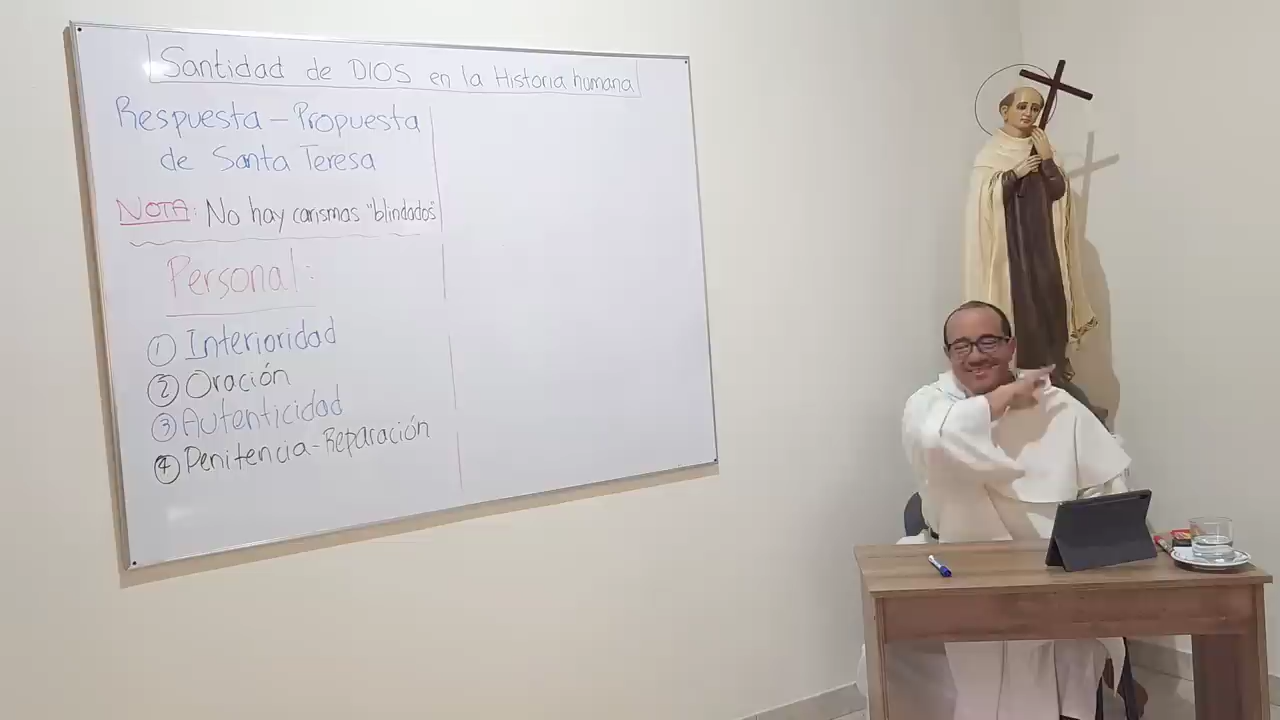 Santidad de DIOS en la Historia humana
Respuesta - Propuesta
de Santa Teresa
NOTA: No hay carismas "blindados"
Personal:
① Interioridad
② Oración
③ Autenticidad
④ Penitencia-Reparación